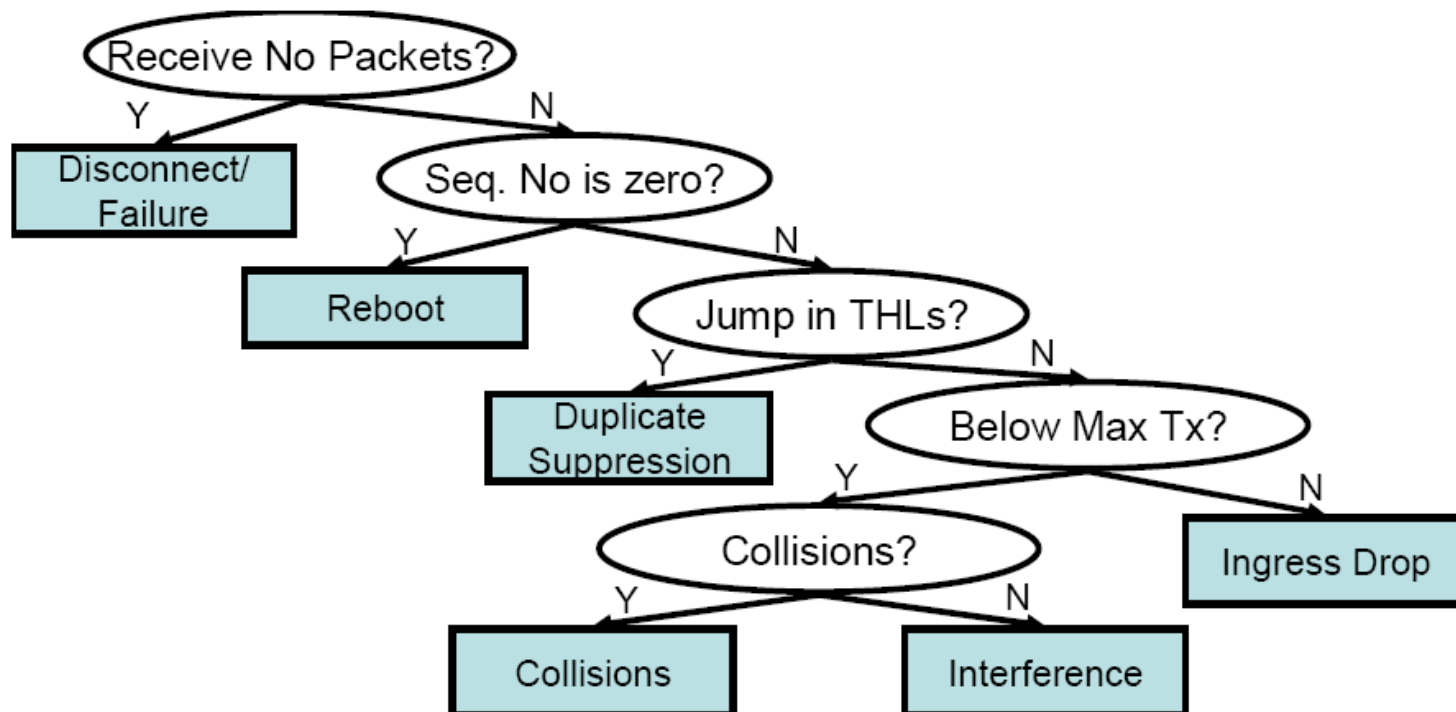 Receive No Packets?
Y
N
Disconnect/
Failure
Seq. No is zero?
Y
N
Reboot
Jump in THLs?
Y
N
Duplicate
Suppression
Below Max Tx?
Y
N
Collisions?
Ingress Drop
Y
N
Collisions
Interference